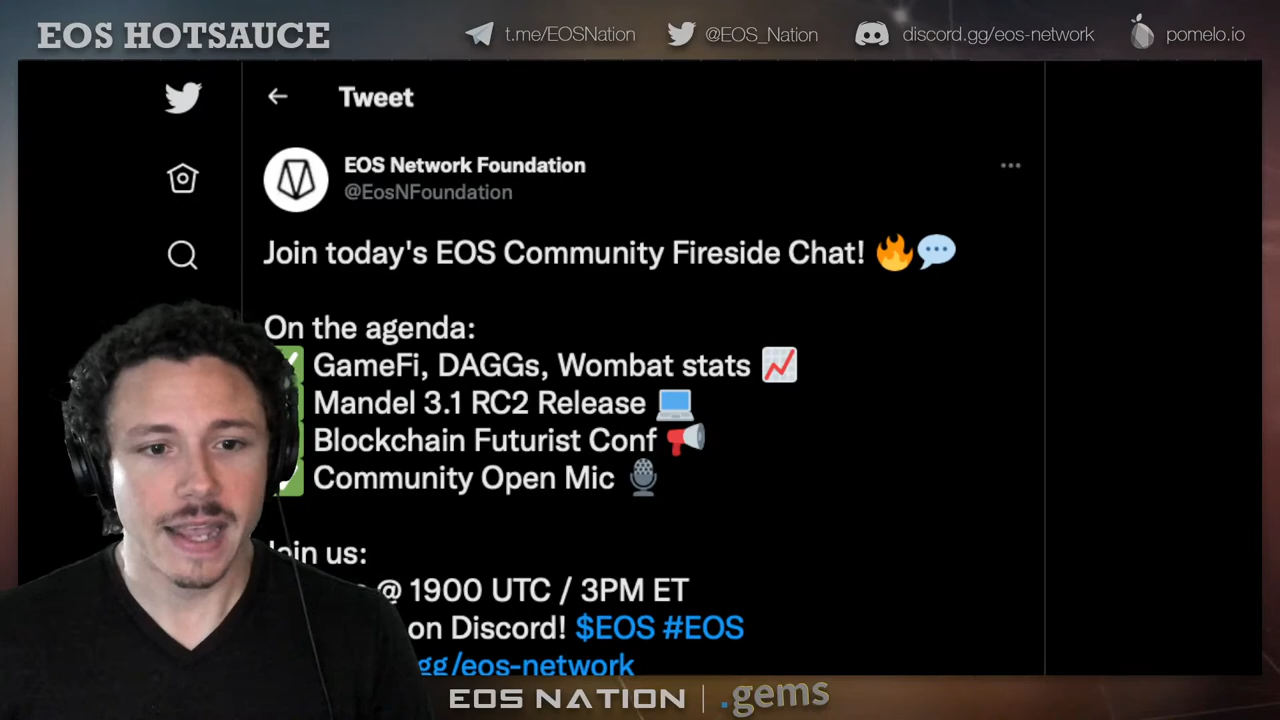 EOS HOTSAUCE
t.me/EOSNation
@EOS_Nation
discord.gg/eos-network
pomelo.io
Tweet
EOS Network Foundation
@EosNFoundation
Join today's EOS Community Fireside Chat! 🔥💬
On the agenda:
✅ GameFi, DAGGs, Wombat stats 📈
✅ Mandel 3.1 RC2 Release 💻
✅ Blockchain Futurist Conf 📢
✅ Community Open Mic 🎙️
Join us:
@ 1900 UTC / 3PM ET
on Discord! $EOS #EOS
gg/eos-network
EOS NATION | .gems